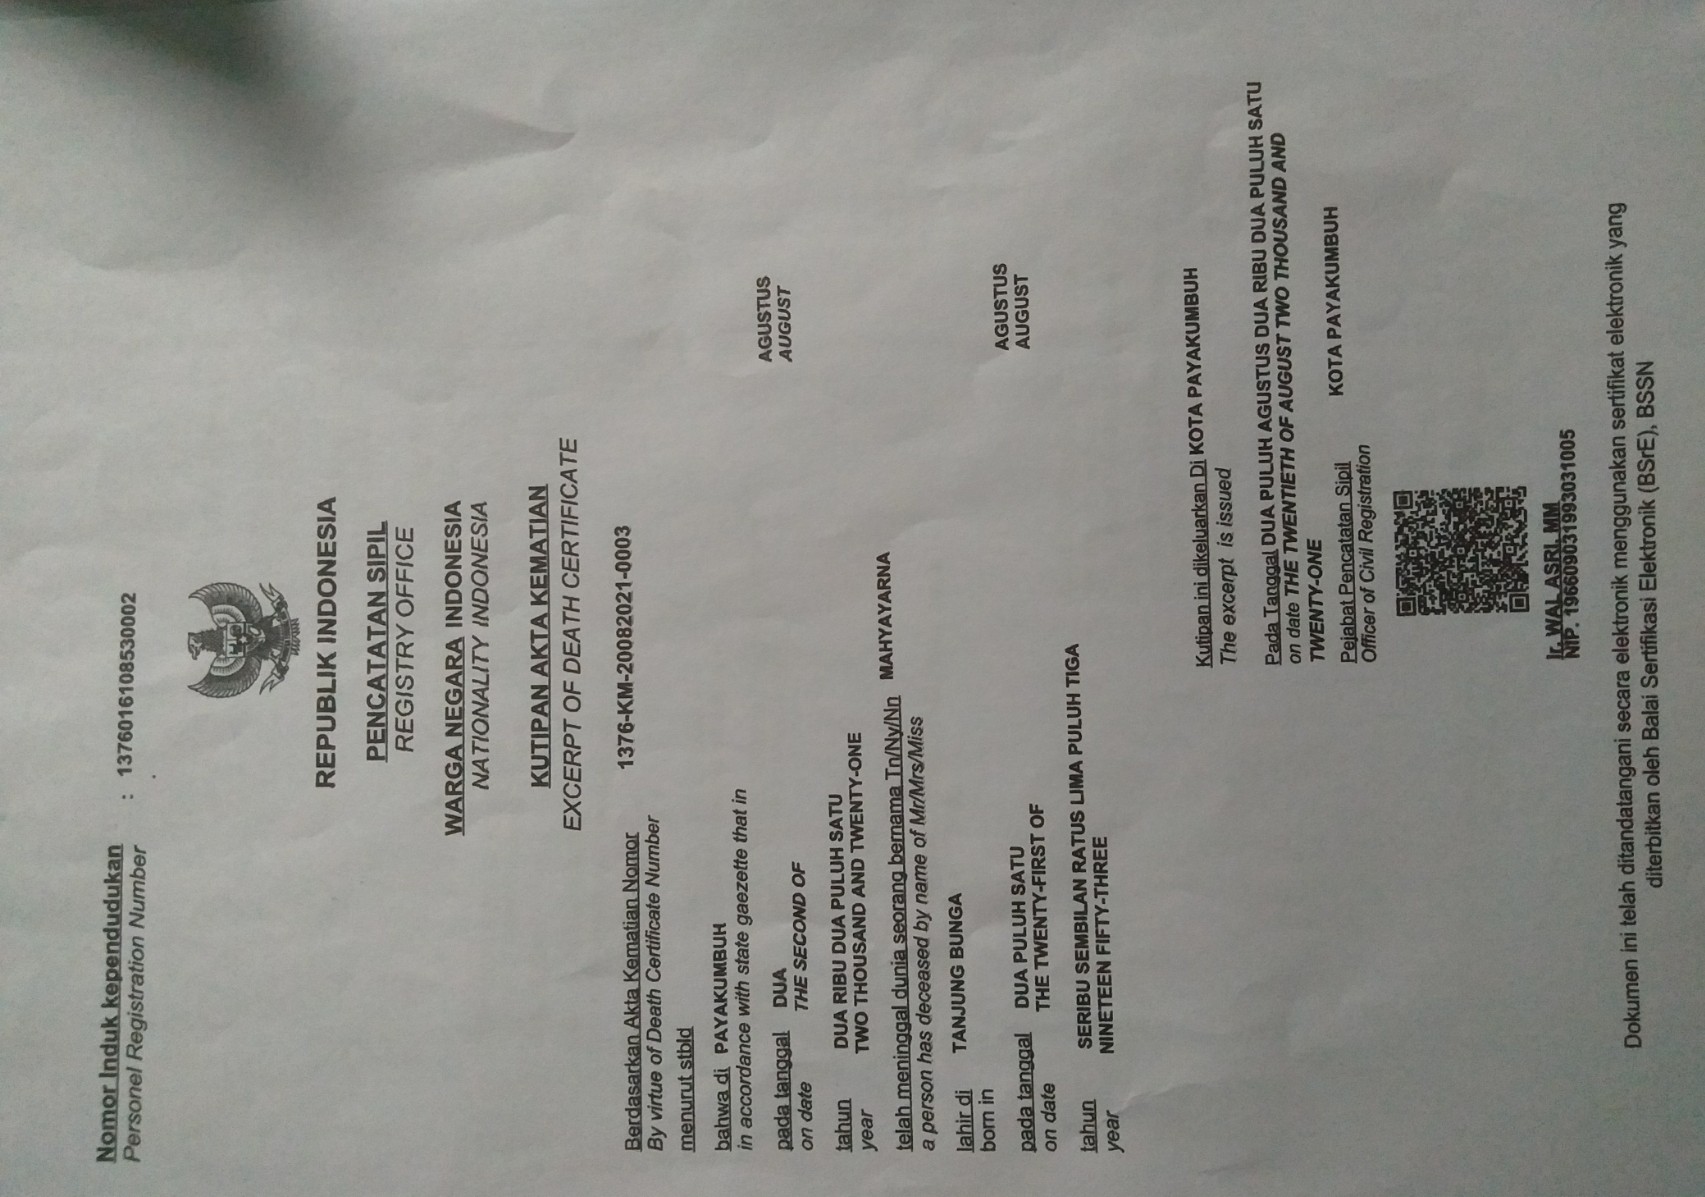 Nomor Induk kependudukan : 1376016108530002
Personel Registration Number
REPUBLIK INDONESIA
PENCATATAN SIPIL
REGISTRY OFFICE
WARGA NEGARA INDONESIA
NATIONALITY INDONESIA
KUTIPAN AKTA KEMATIAN
EXCERPT OF DEATH CERTIFICATE
Berdasarkan Akta Kematian Nomor 1376-KM-20082021-0003
By virtue of Death Certificate Number
menurut stbld
bahwa di PAYAKUMBUH
in accordance with state gaezette that in
pada tanggal DUA AGUSTUS
on date THE SECOND OF AUGUST
tahun DUA RIBU DUA PULUH SATU
year TWO THOUSAND AND TWENTY-ONE
telah meninggal dunia seorang bernama Tn/Ny/Nn MAHYAYARNA
a person has deceased by name of Mr/Mrs/Miss
lahir di TANJUNG BUNGA
born in
pada tanggal DUA PULUH SATU AGUSTUS
on date THE TWENTY-FIRST OF AUGUST
tahun SERIBU SEMBILAN RATUS LIMA PULUH TIGA
year NINETEEN FIFTY-THREE
Kutipan ini dikeluarkan Di KOTA PAYAKUMBUH
The excerpt is issued
Pada Tanggal DUA PULUH AGUSTUS DUA RIBU DUA PULUH SATU
on date THE TWENTIETH OF AUGUST TWO THOUSAND AND
TWENTY-ONE
Pejabat Pencatatan Sipil KOTA PAYAKUMBUH
Officer of Civil Registration
Ir. WAL ASRI, MM
NIP. 196609031993031005
Dokumen ini telah ditandatangani secara elektronik menggunakan sertifikat elektronik yang
diterbitkan oleh Balai Sertifikasi Elektronik (BSrE), BSSN